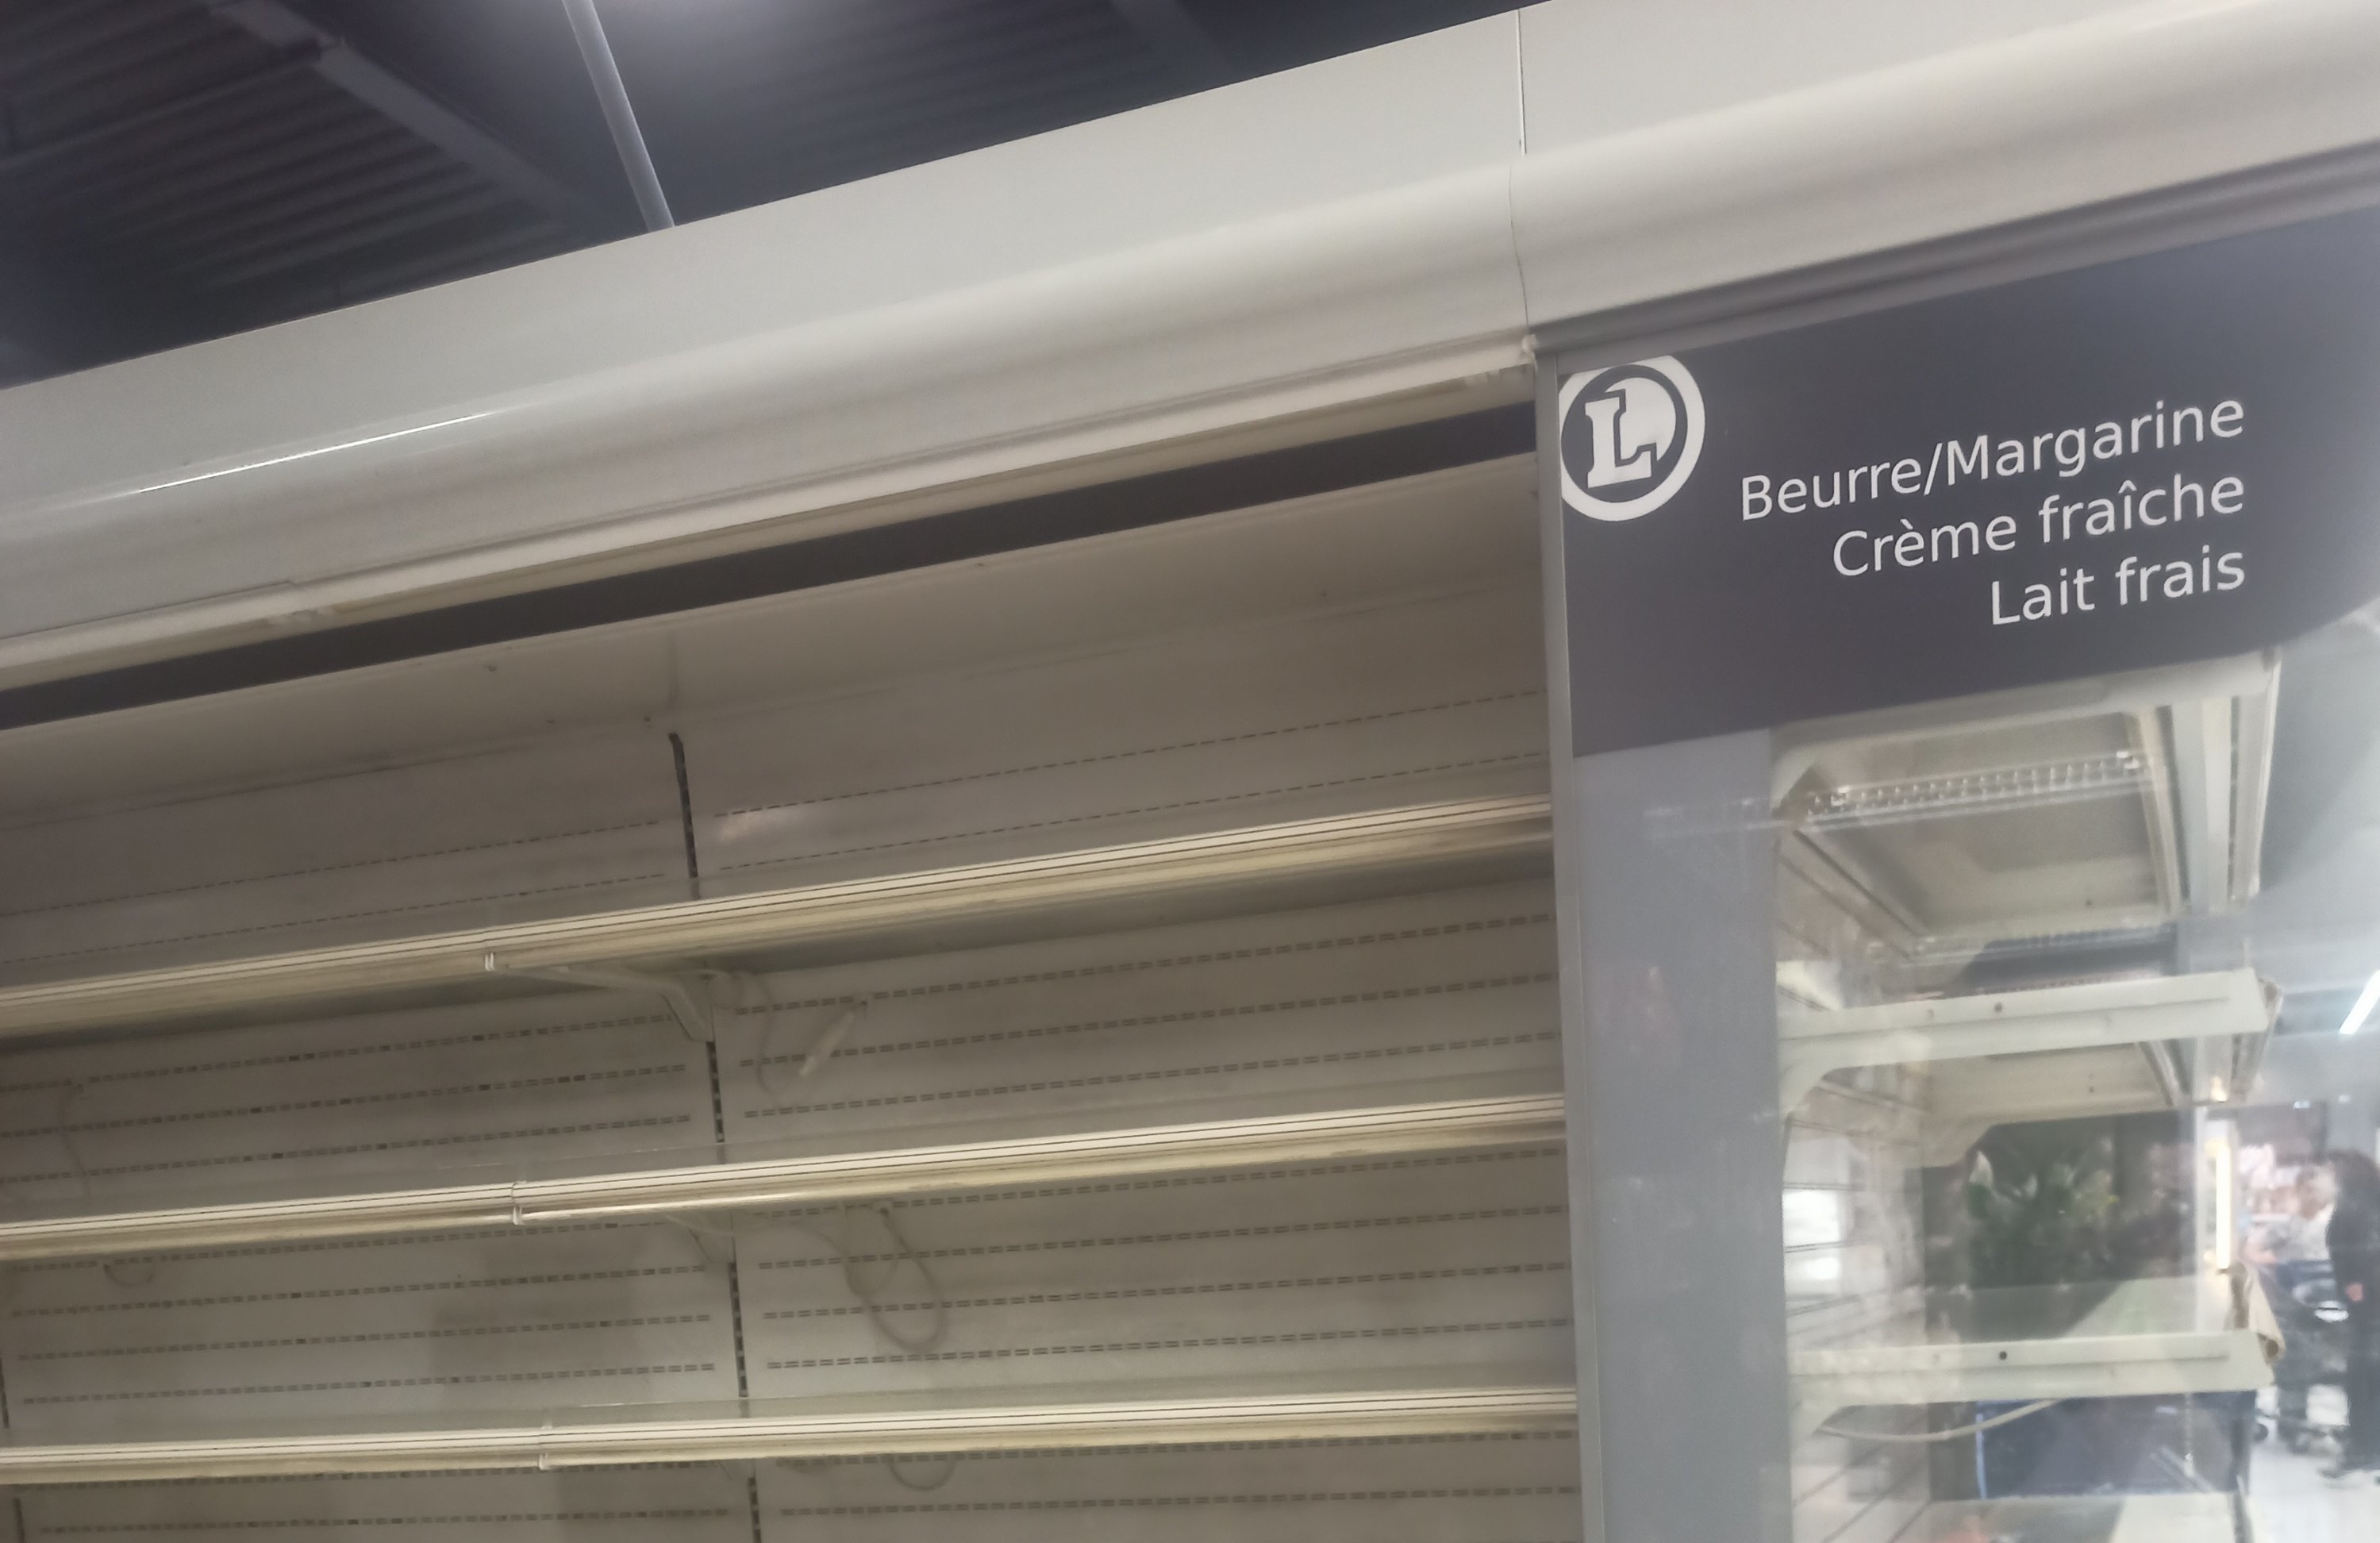 L
Beurre/Margarine
Crème fraîche
Lait frais